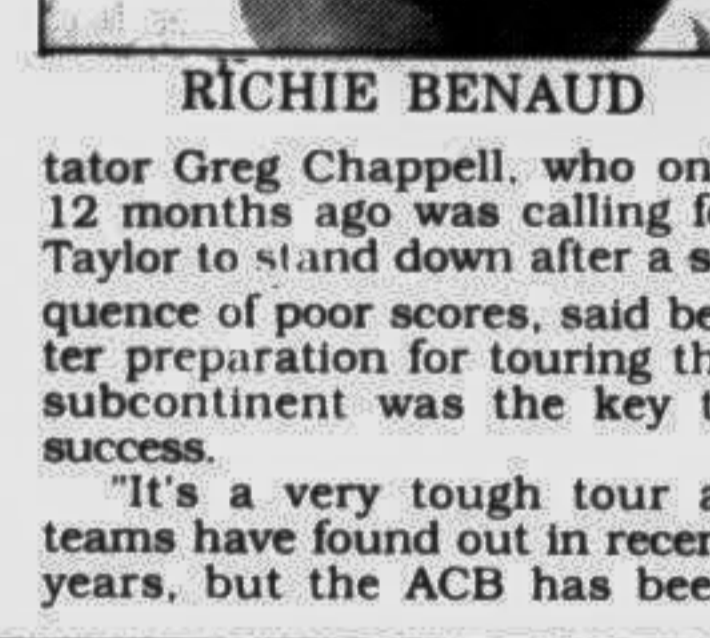 RICHIE BENAUD
tator Greg Chappell, who on
12 months ago was calling f
Taylor to stand down after a s
quence of poor scores, said be
ter preparation for touring th
subcontinent was the key t
success.
"It's a very tough tour a
teams have found out in recen
years, but the ACB has bee